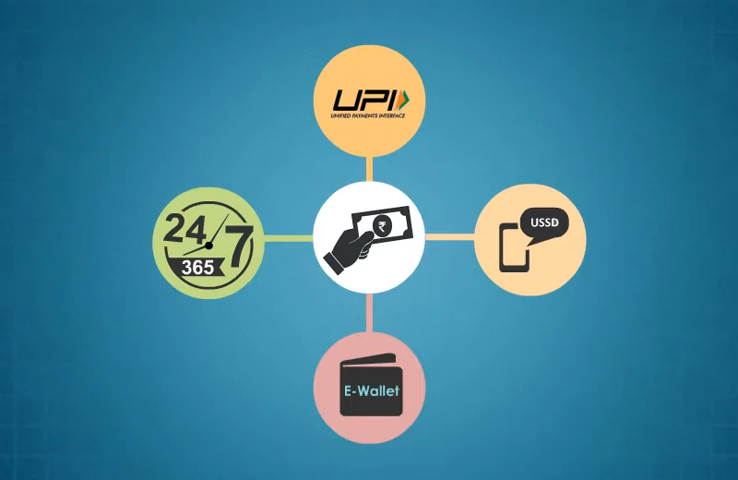 UPI
UNIFIED PAYMENTS INTERFACE
24
7
365
₹
USSD
E-Wallet